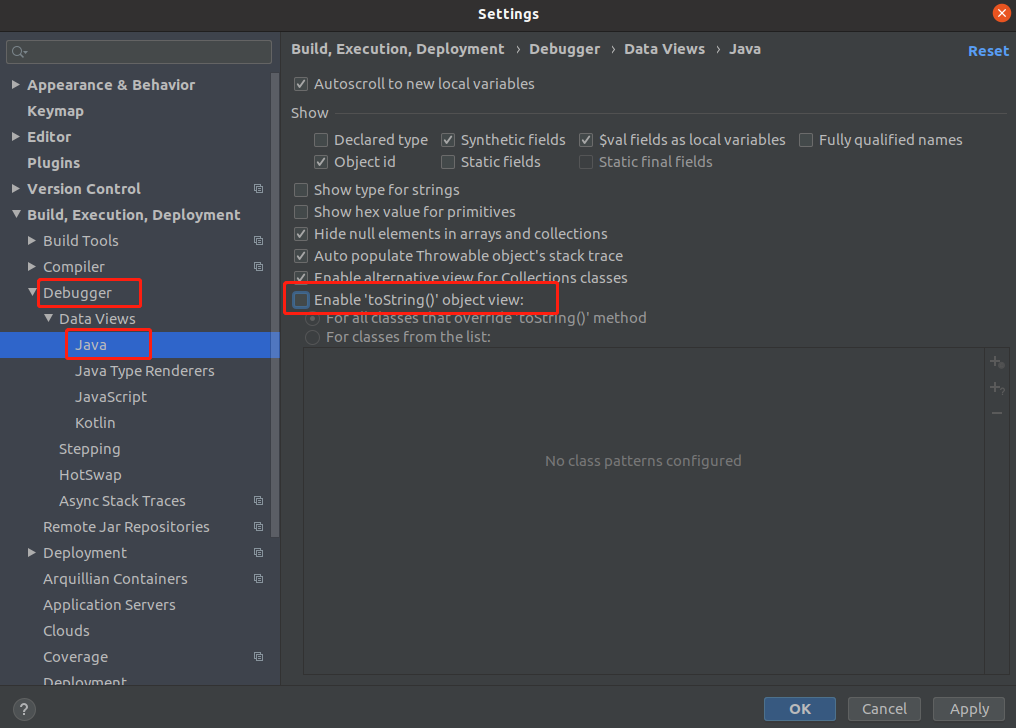 Settings
Appearance & Behavior
Keymap
Editor
Plugins
Version Control
Build, Execution, Deployment
Build Tools
Compiler
Debugger
Data Views
Java
Java Type Renderers
JavaScript
Kotlin
Stepping
HotSwap
Async Stack Traces
Remote Jar Repositories
Deployment
Arquillian Containers
Application Servers
Clouds
Coverage
Deployment
Build, Execution, Deployment › Debugger › Data Views › Java
Reset
Autoscroll to new local variables
Show
Declared type Synthetic fields $val fields as local variables Fully qualified names
Object id Static fields Static final fields
Show type for strings
Show hex value for primitives
Hide null elements in arrays and collections
Auto populate Throwable object's stack trace
Enable alternative view for Collections classes
Enable 'toString()' object view:
For all classes that override 'toString()' method
For classes from the list:
No class patterns configured
?
OK Cancel Apply